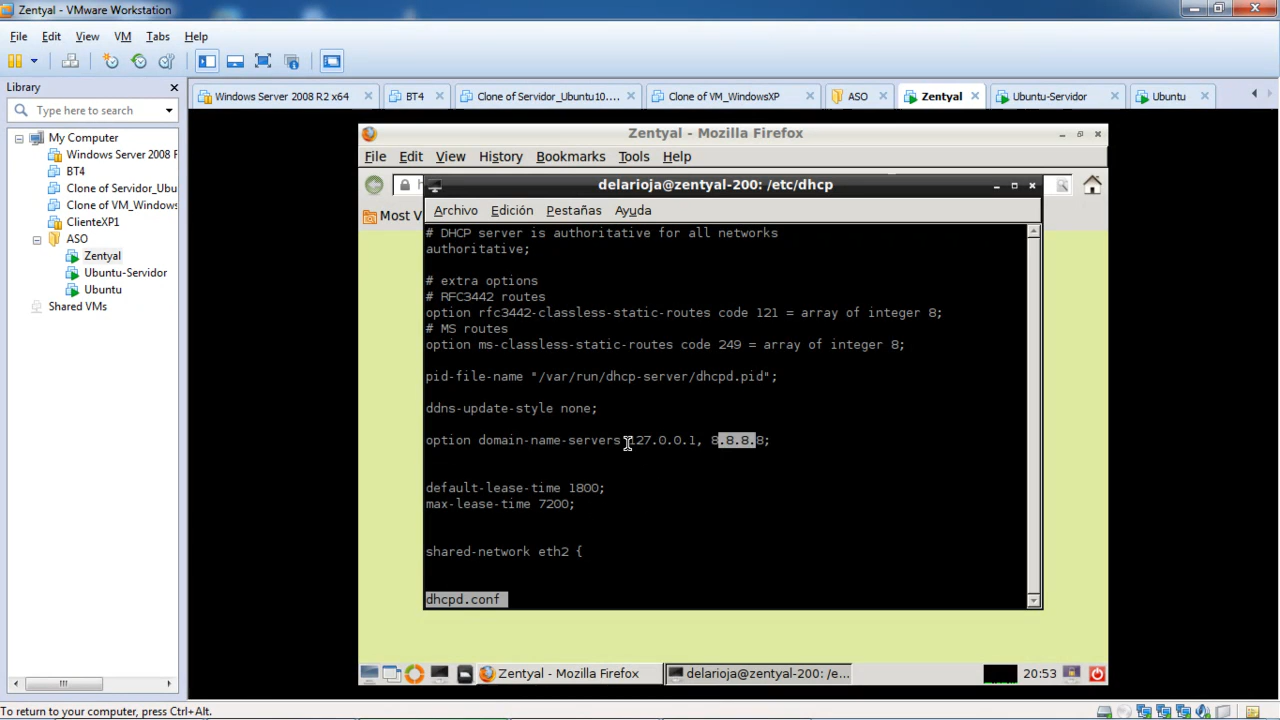 Zentyal - VMware Workstation
File Edit View VM Tabs Help
Library
Type here to search
My Computer
Windows Server 2008 F
BT4
Clone of Servidor_Ubu
Clone of VM_Windows
ClienteXP1
ASO
Zentyal
Ubuntu-Servidor
Ubuntu
Shared VMs
Windows Server 2008 R2 x64 BT4 Clone of Servidor_Ubuntu10.... Clone of VM_WindowsXP ASO Zentyal Ubuntu-Servidor Ubuntu
Zentyal - Mozilla Firefox
File Edit View History Bookmarks Tools Help
Most V
delarioja@zentyal-200: /etc/dhcp
Archivo Edición Pestañas Ayuda
# DHCP server is authoritative for all networks
authoritative;
# extra options
# RFC3442 routes
option rfc3442-classless-static-routes code 121 = array of integer 8;
# MS routes
option ms-classless-static-routes code 249 = array of integer 8;
pid-file-name "/var/run/dhcp-server/dhcpd.pid";
ddns-update-style none;
option domain-name-servers 127.0.0.1, 8.8.8.8;
default-lease-time 1800;
max-lease-time 7200;
shared-network eth2 {
dhcpd.conf
Zentyal - Mozilla Firefox delarioja@zentyal-200: /e... 20:53
To return to your computer, press Ctrl+Alt.